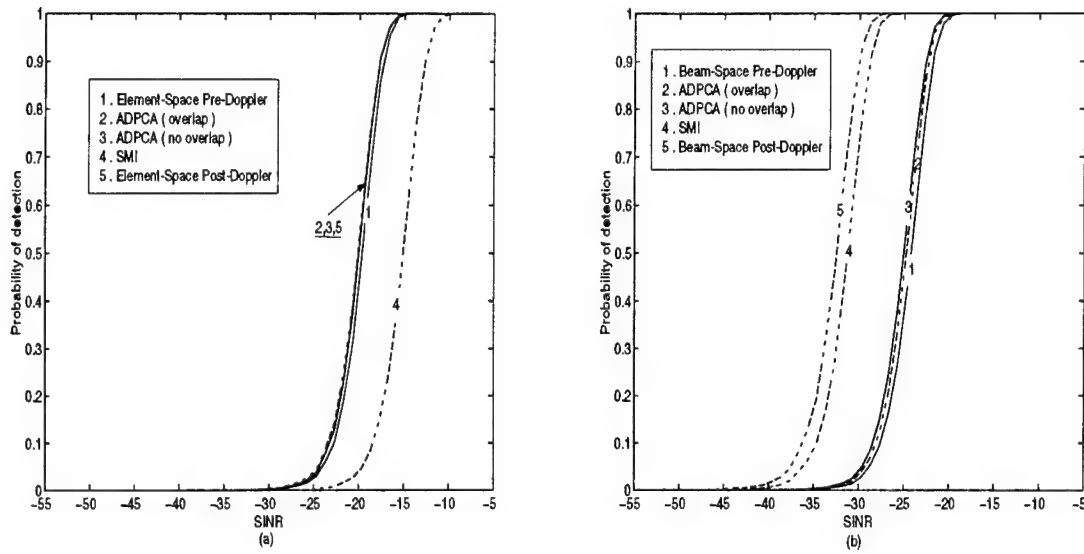 1
0.9
0.8
0.7
0.6
0.5
0.4
0.3
0.2
0.1
0
Probability of detection
1 . Element-Space Pre-Doppler
2 . ADPCA ( overlap )
3 . ADPCA ( no overlap )
4 . SMI
5 . Element-Space Post-Doppler
2,3,5
1
4
-55 -50 -45 -40 -35 -30 -25 -20 -15 -10 -5
SINR
(a)
1
0.9
0.8
0.7
0.6
0.5
0.4
0.3
0.2
0.1
0
Probability of detection
1 . Beam-Space Pre-Doppler
2 . ADPCA ( overlap )
3 . ADPCA ( no overlap )
4 . SMI
5 . Beam-Space Post-Doppler
2
5
3
4
1
-55 -50 -45 -40 -35 -30 -25 -20 -15 -10 -5
SINR
(b)